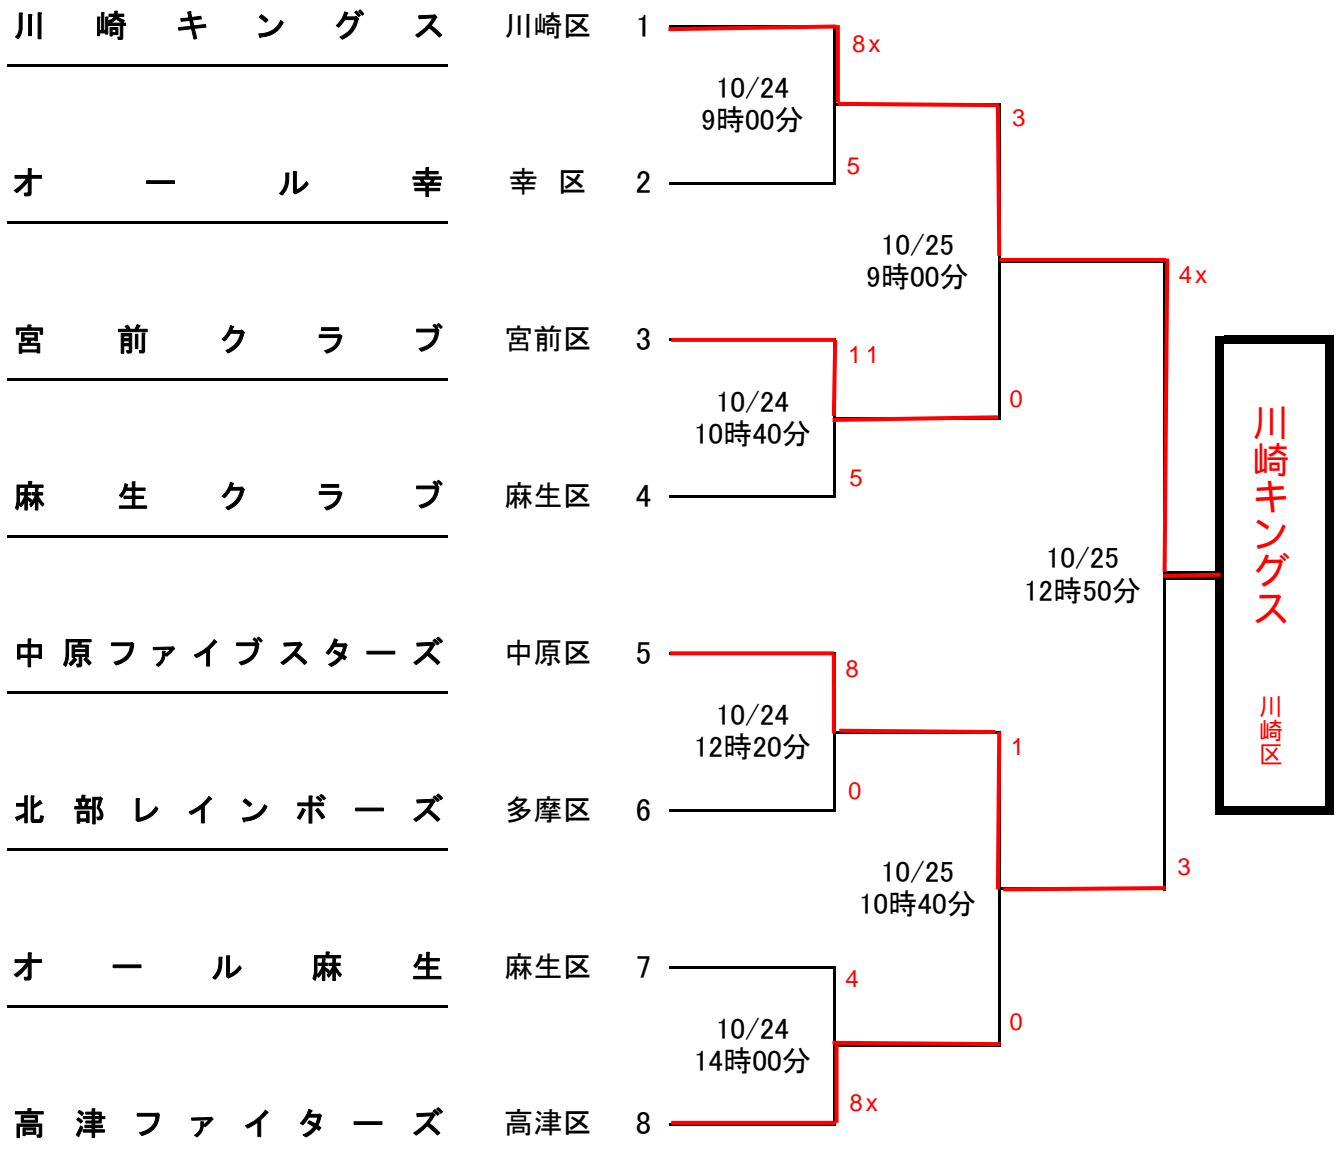 川崎キングス 川崎区 1
8x
10/24
9時00分
3
5
オール幸 幸区 2
10/25
9時00分
4x
宮前クラブ 宮前区 3
11
10/24
10時40分
0
5
麻生クラブ 麻生区 4
10/25
12時50分
川崎キングス
川崎区
中原ファイブスターズ 中原区 5
8
10/24
12時20分
1
0
北部レインボーズ 多摩区 6
10/25
10時40分
3
オール麻生 麻生区 7
4
10/24
14時00分
0
8x
高津ファイターズ 高津区 8